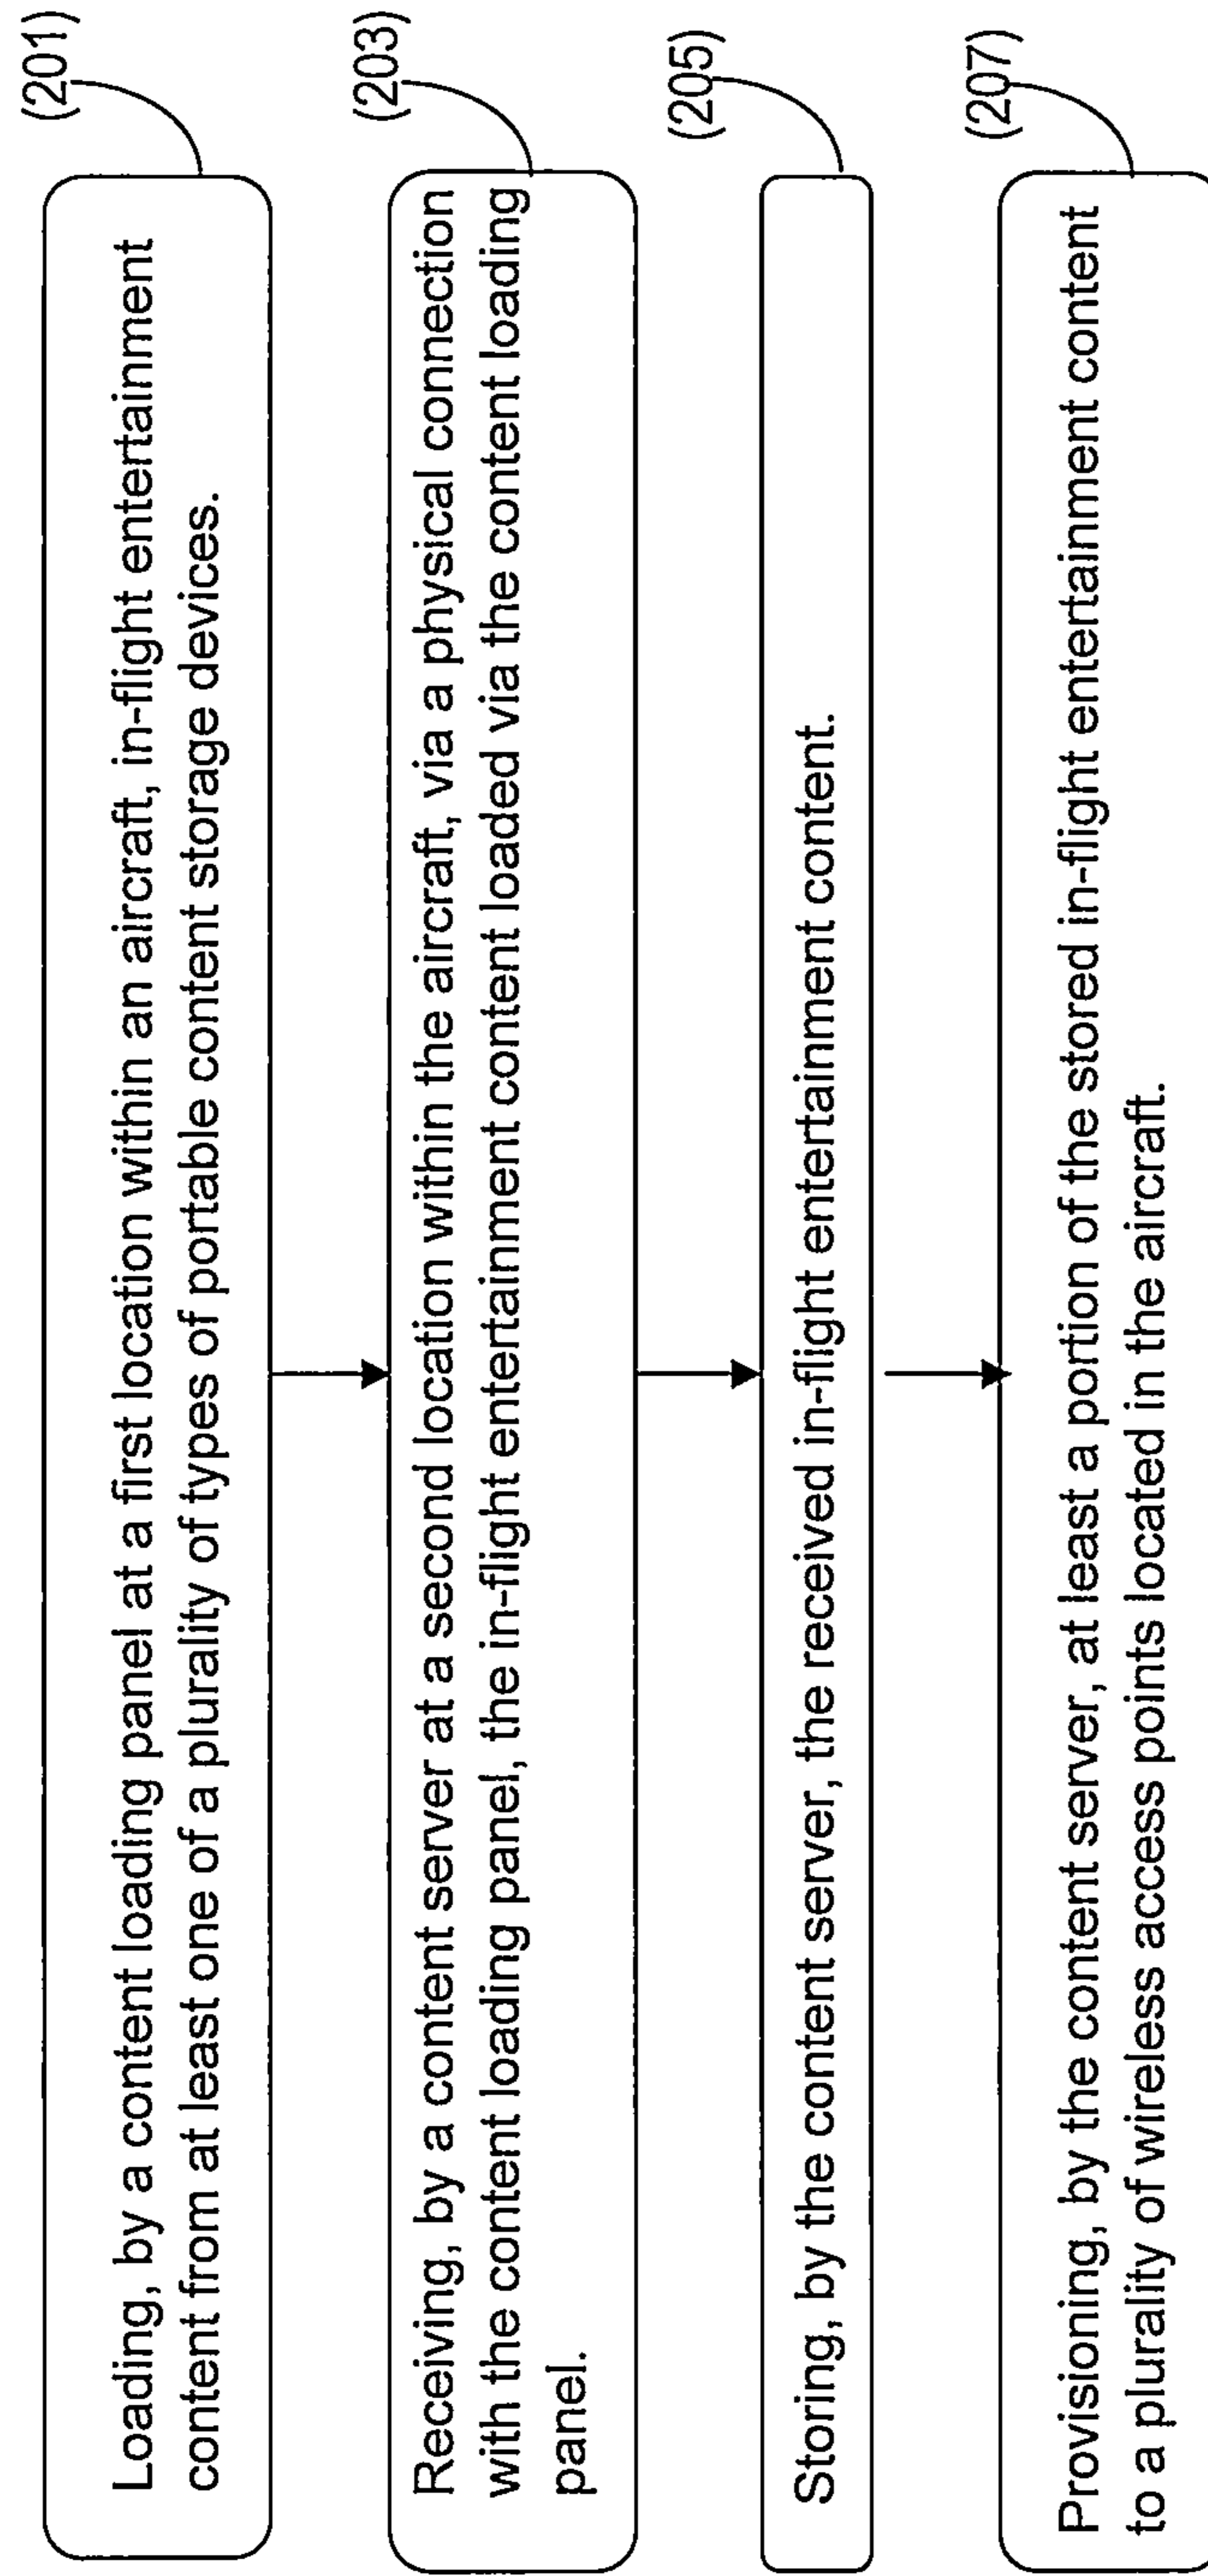 (201)
Loading, by a content loading panel at a first location within an aircraft, in-flight entertainment
content from at least one of a plurality of types of portable content storage devices.
(203)
Receiving, by a content server at a second location within the aircraft, via a physical connection
with the content loading panel, the in-flight entertainment content loaded via the content loading
panel.
(205)
Storing, by the content server, the received in-flight entertainment content.
(207)
Provisioning, by the content server, at least a portion of the stored in-flight entertainment content
to a plurality of wireless access points located in the aircraft.